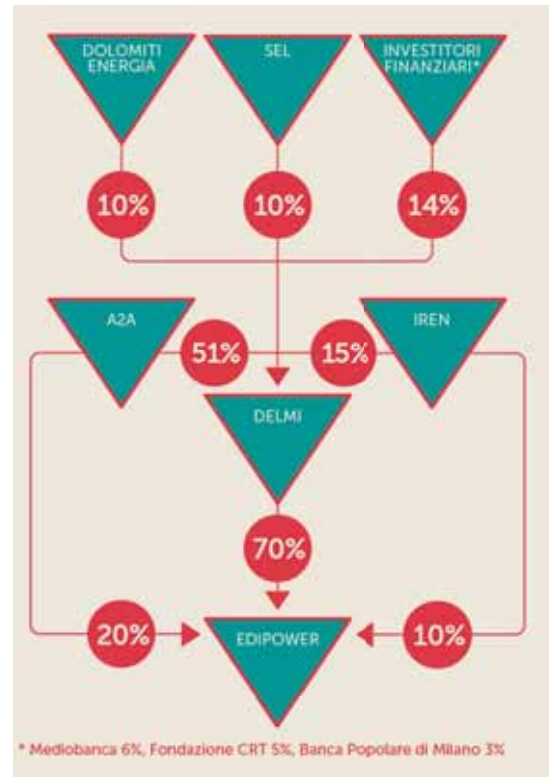 DOLOMITI
ENERGIA
SEL
INVESTITORI
FINANZIARI*
10%
10%
14%
A2A
IREN
51%
15%
DELMI
70%
20%
EDIPOWER
10%
* Mediobanca 6%, Fondazione CRT 5%, Banca Popolare di Milano 3%